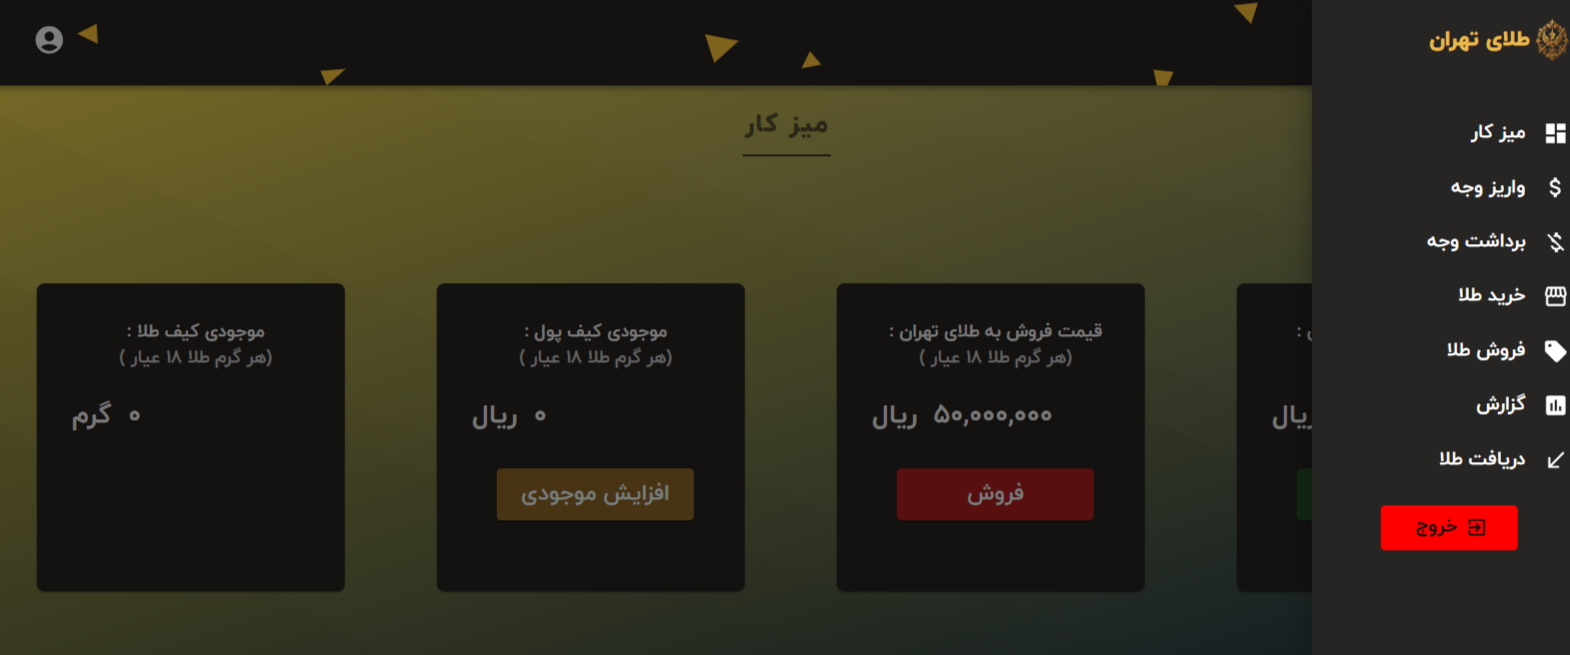 طلای تهران
میز کار
واریز وجه
برداشت وجه
خرید طلا
فروش طلا
گزارش
دریافت طلا
خروج
میز کار
قیمت فروش به طلای تهران :
(هر گرم طلا ۱۸ عیار )
۵۰,۰۰۰,۰۰۰ ریال
فروش
موجودی کیف پول :
(هر گرم طلا ۱۸ عیار )
۰ ریال
افزایش موجودی
موجودی کیف طلا :
(هر گرم طلا ۱۸ عیار )
۰ گرم